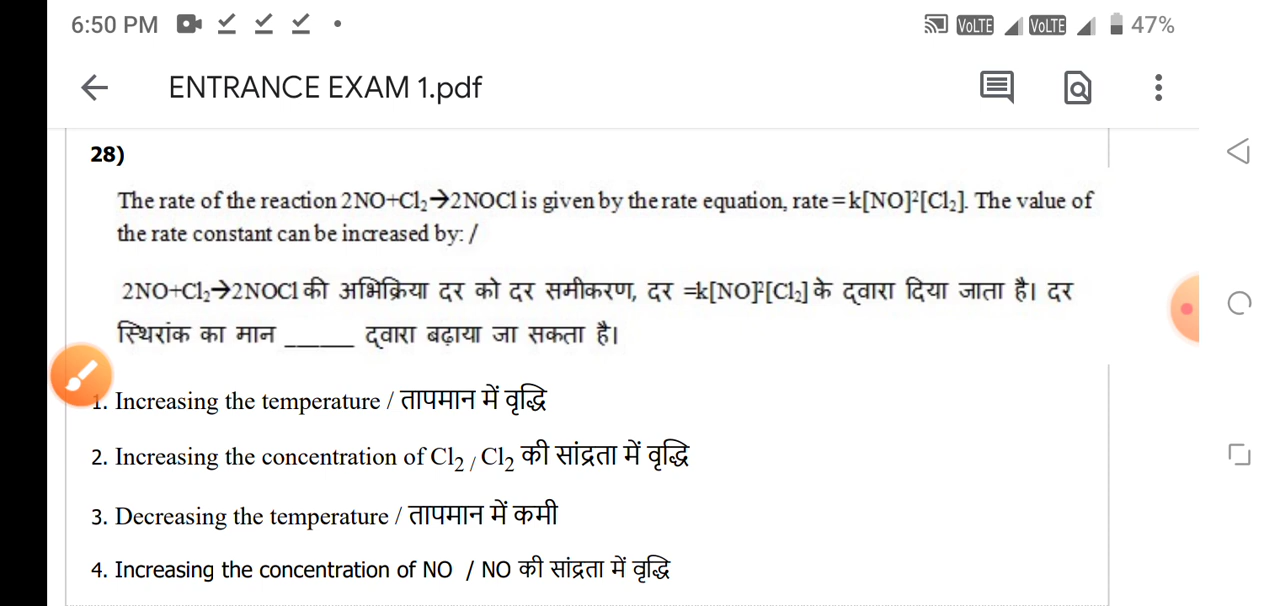 6:50 PM VoLTE VoLTE 47%
ENTRANCE EXAM 1.pdf
28)
The rate of the reaction 2NO+Cl₂→2NOCl is given by the rate equation, rate=k[NO]²[Cl₂]. The value of
the rate constant can be increased by: /
2NO+Cl₂→2NOCl की अभिक्रिया दर को दर समीकरण, दर =k[NO]²[Cl₂] के द्वारा दिया जाता है। दर
स्थिरांक का मान _____ द्वारा बढ़ाया जा सकता है।
1. Increasing the temperature / तापमान में वृद्धि
2. Increasing the concentration of Cl₂ / Cl₂ की सांद्रता में वृद्धि
3. Decreasing the temperature / तापमान में कमी
4. Increasing the concentration of NO / NO की सांद्रता में वृद्धि